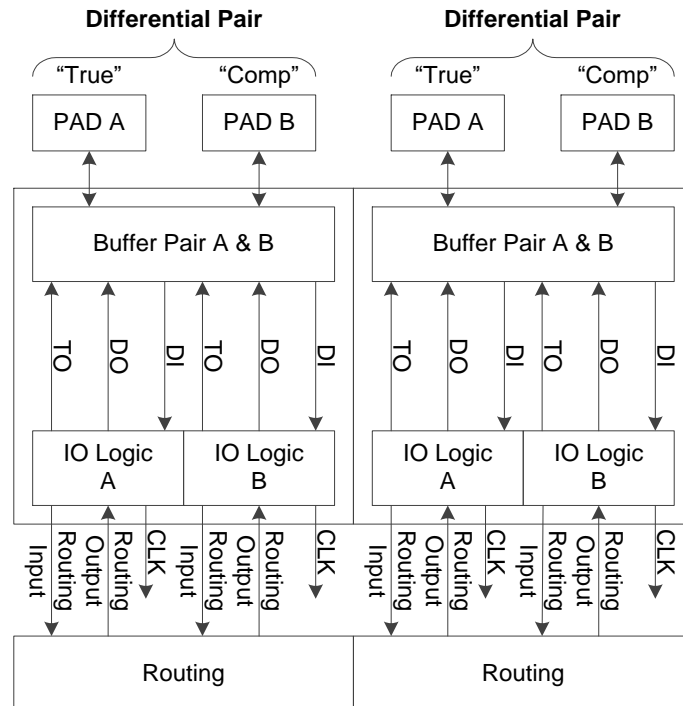 Differential Pair
Differential Pair
“True”
“Comp”
“True”
“Comp”
PAD A
PAD B
PAD A
PAD B
Buffer Pair A & B
Buffer Pair A & B
TO
DO
DI
TO
DO
DI
TO
DO
DI
TO
DO
DI
IO Logic
A
IO Logic
B
IO Logic
A
IO Logic
B
Routing
Input
Routing
Output
CLK
Routing
Input
Routing
Output
CLK
Routing
Input
Routing
Output
CLK
Routing
Input
Routing
Output
CLK
Routing
Routing